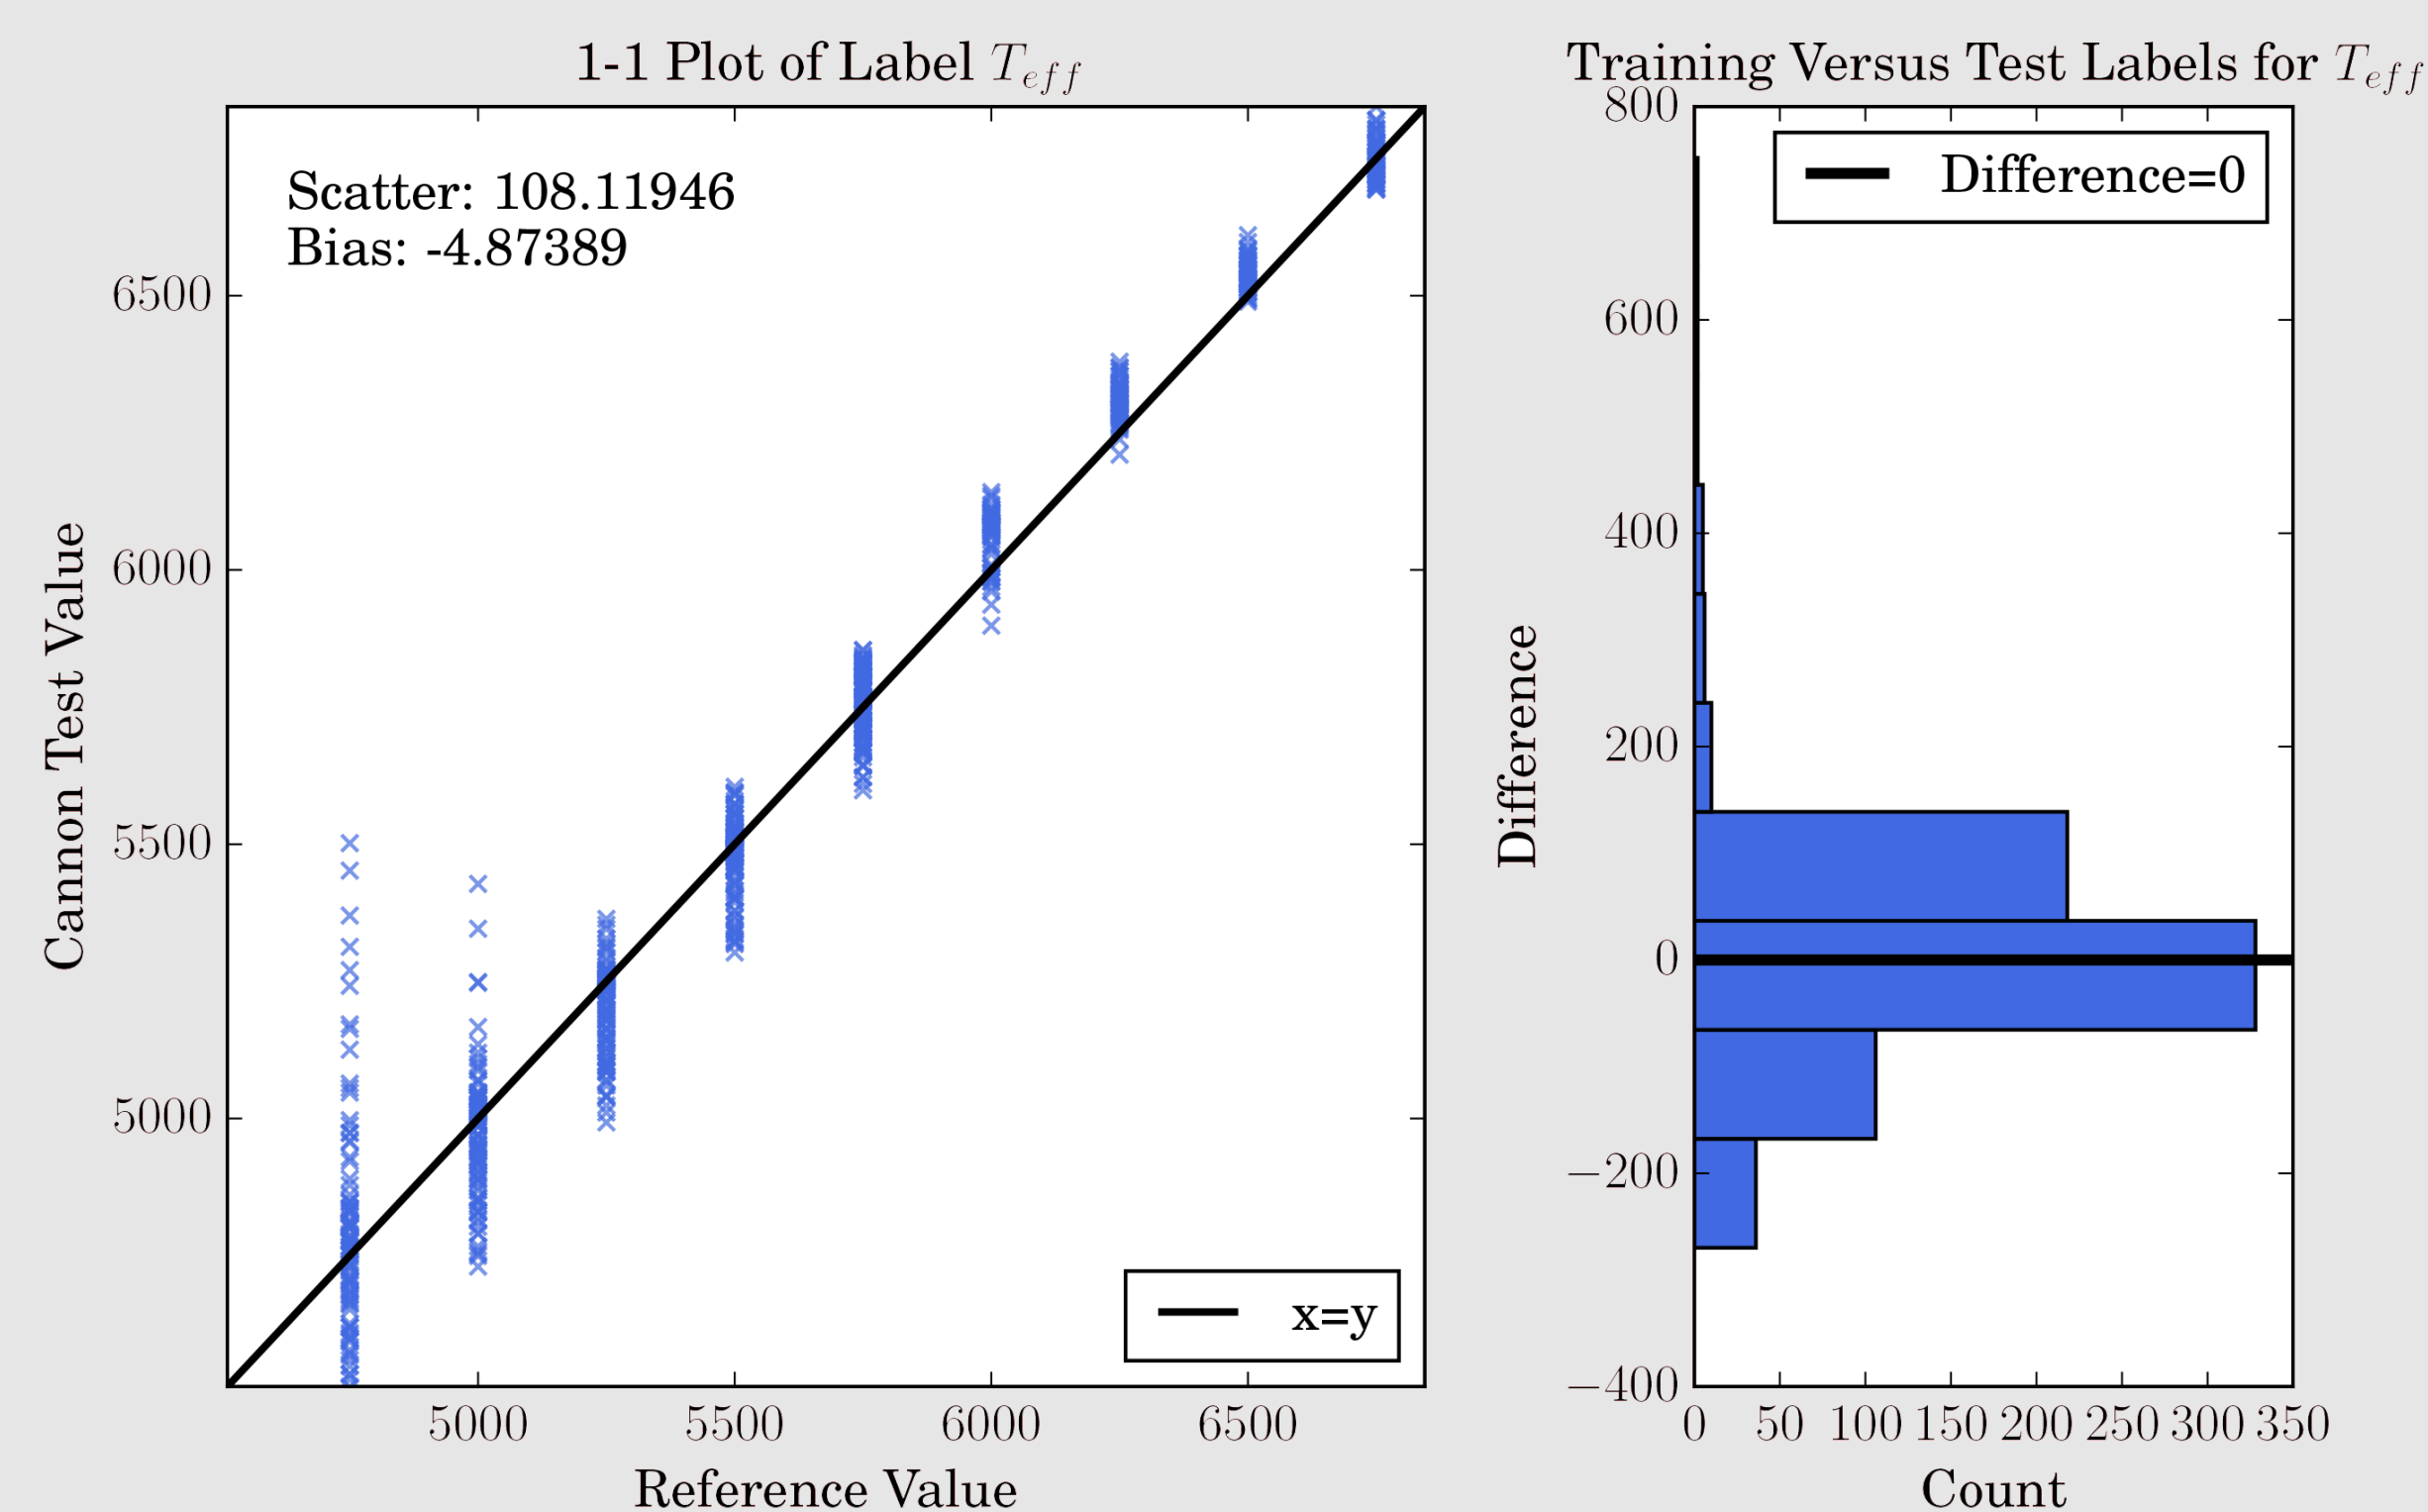 1-1 Plot of Label T_eff
Scatter: 108.11946
Bias: -4.87389
6500
6000
5500
5000
Cannon Test Value
x=y
5000 5500 6000 6500
Reference Value
Training Versus Test Labels for T_eff
Difference=0
800
600
400
200
0
−200
−400
Difference
0 50 100 150 200 250 300 350
Count